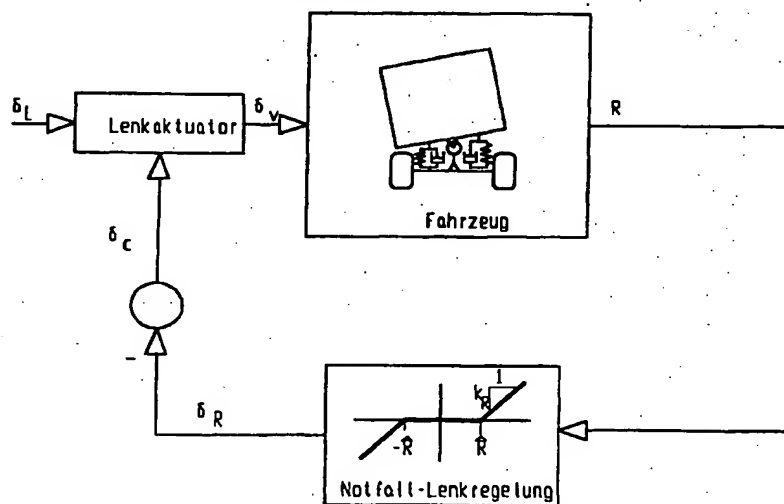 δL
Lenkaktuator
δv
R
Fahrzeug
δc
-
δR
1
kR
-R̂
R̂
Notfall-Lenkregelung